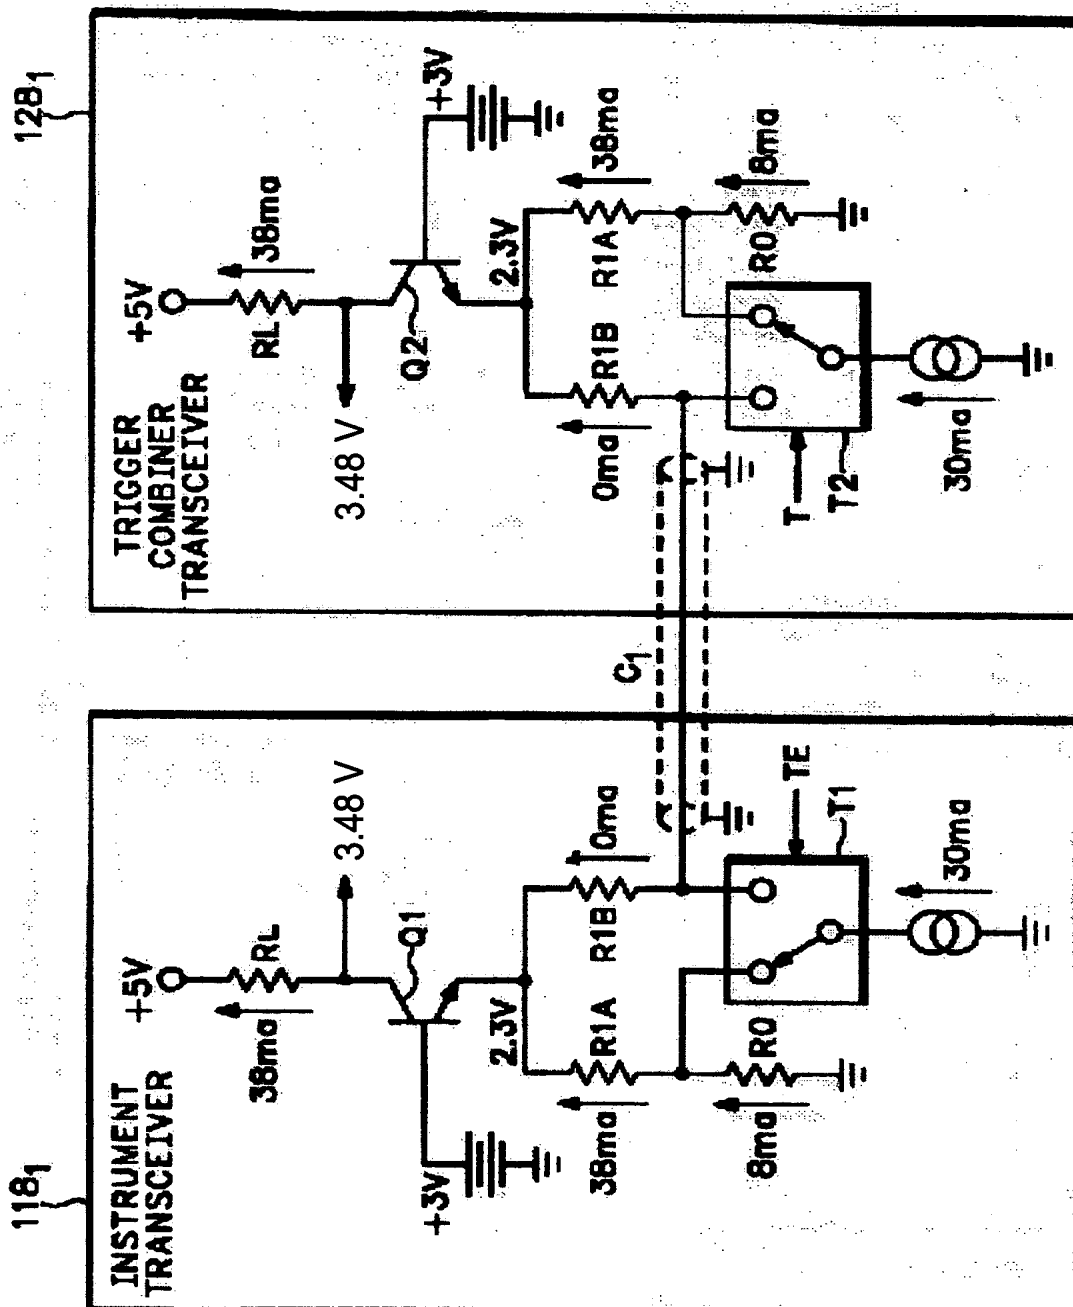 128₁
TRIGGER
COMBINER
TRANSCEIVER
+5V
RL
38ma
3.48 V
Q2
+3V
2.3V
R1B
R1A
0ma
38ma
8ma
RO
T
T2
30ma
C₁
118₁
INSTRUMENT
TRANSCEIVER
+5V
RL
38ma
3.48 V
Q1
+3V
2.3V
R1A
R1B
38ma
0ma
8ma
RO
TE
T1
30ma